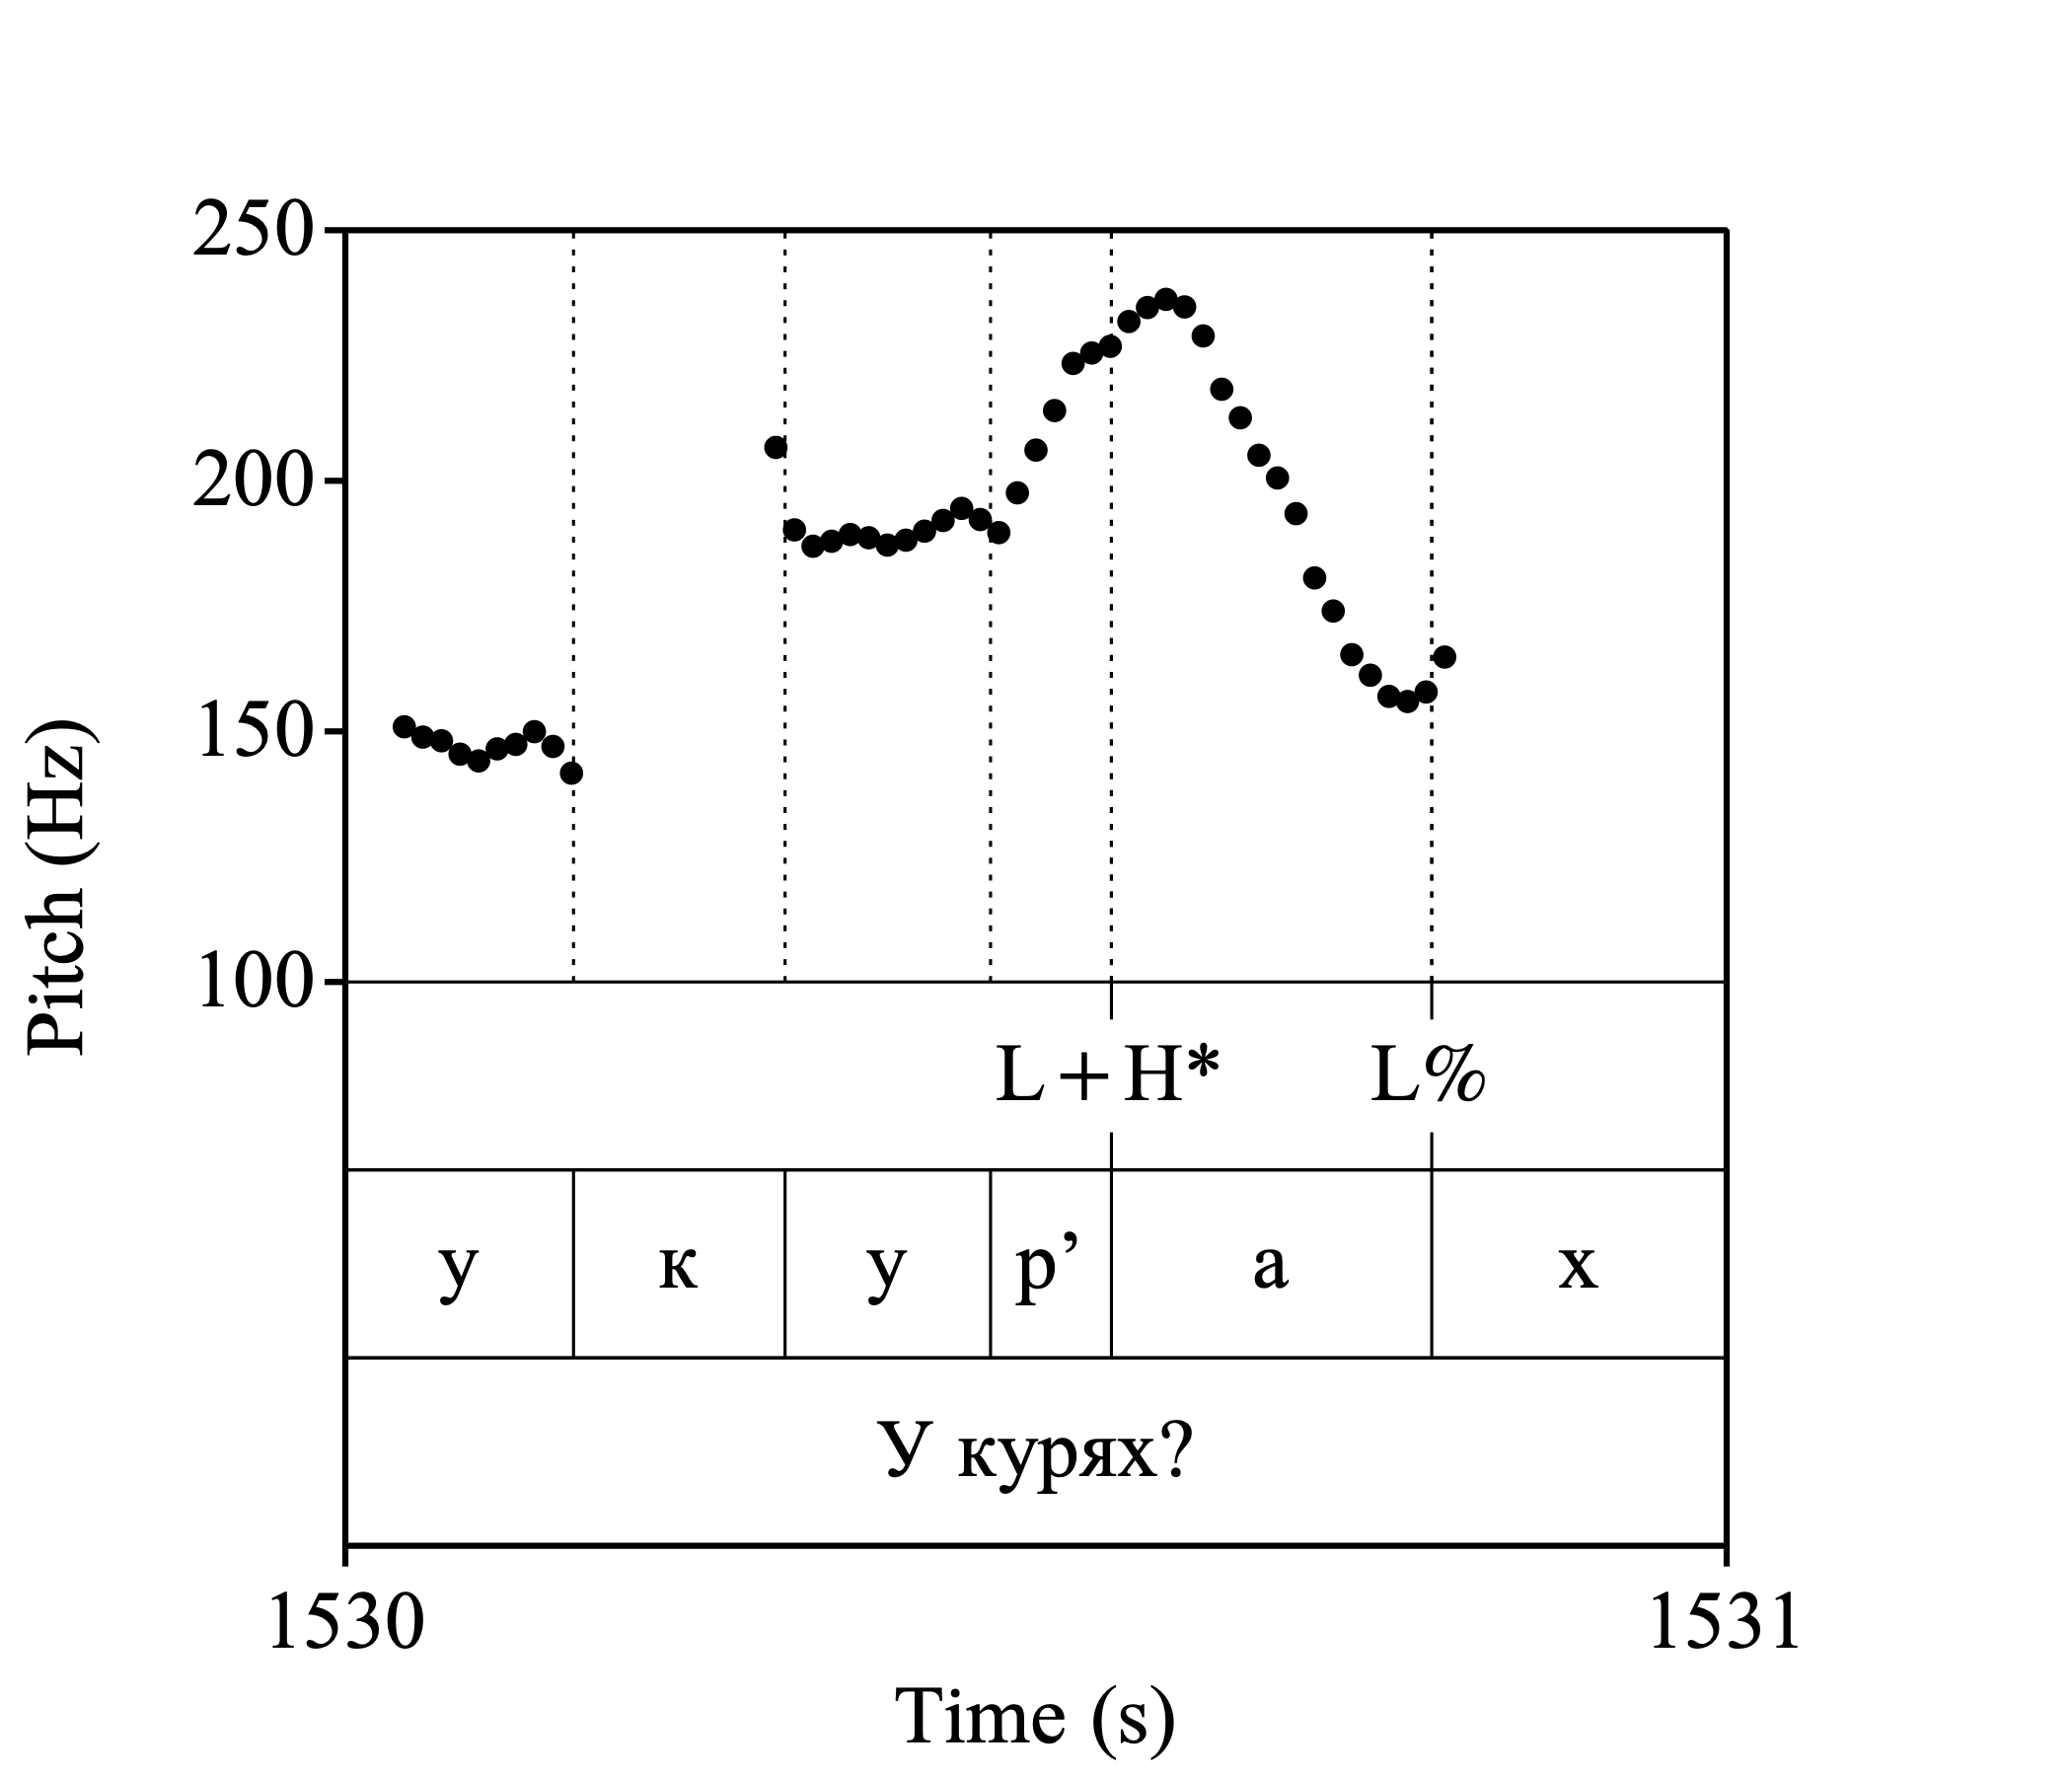 250
200
150
100
Pitch (Hz)
L+H* L%
у к у р’ а х
У курях?
1530 1531
Time (s)